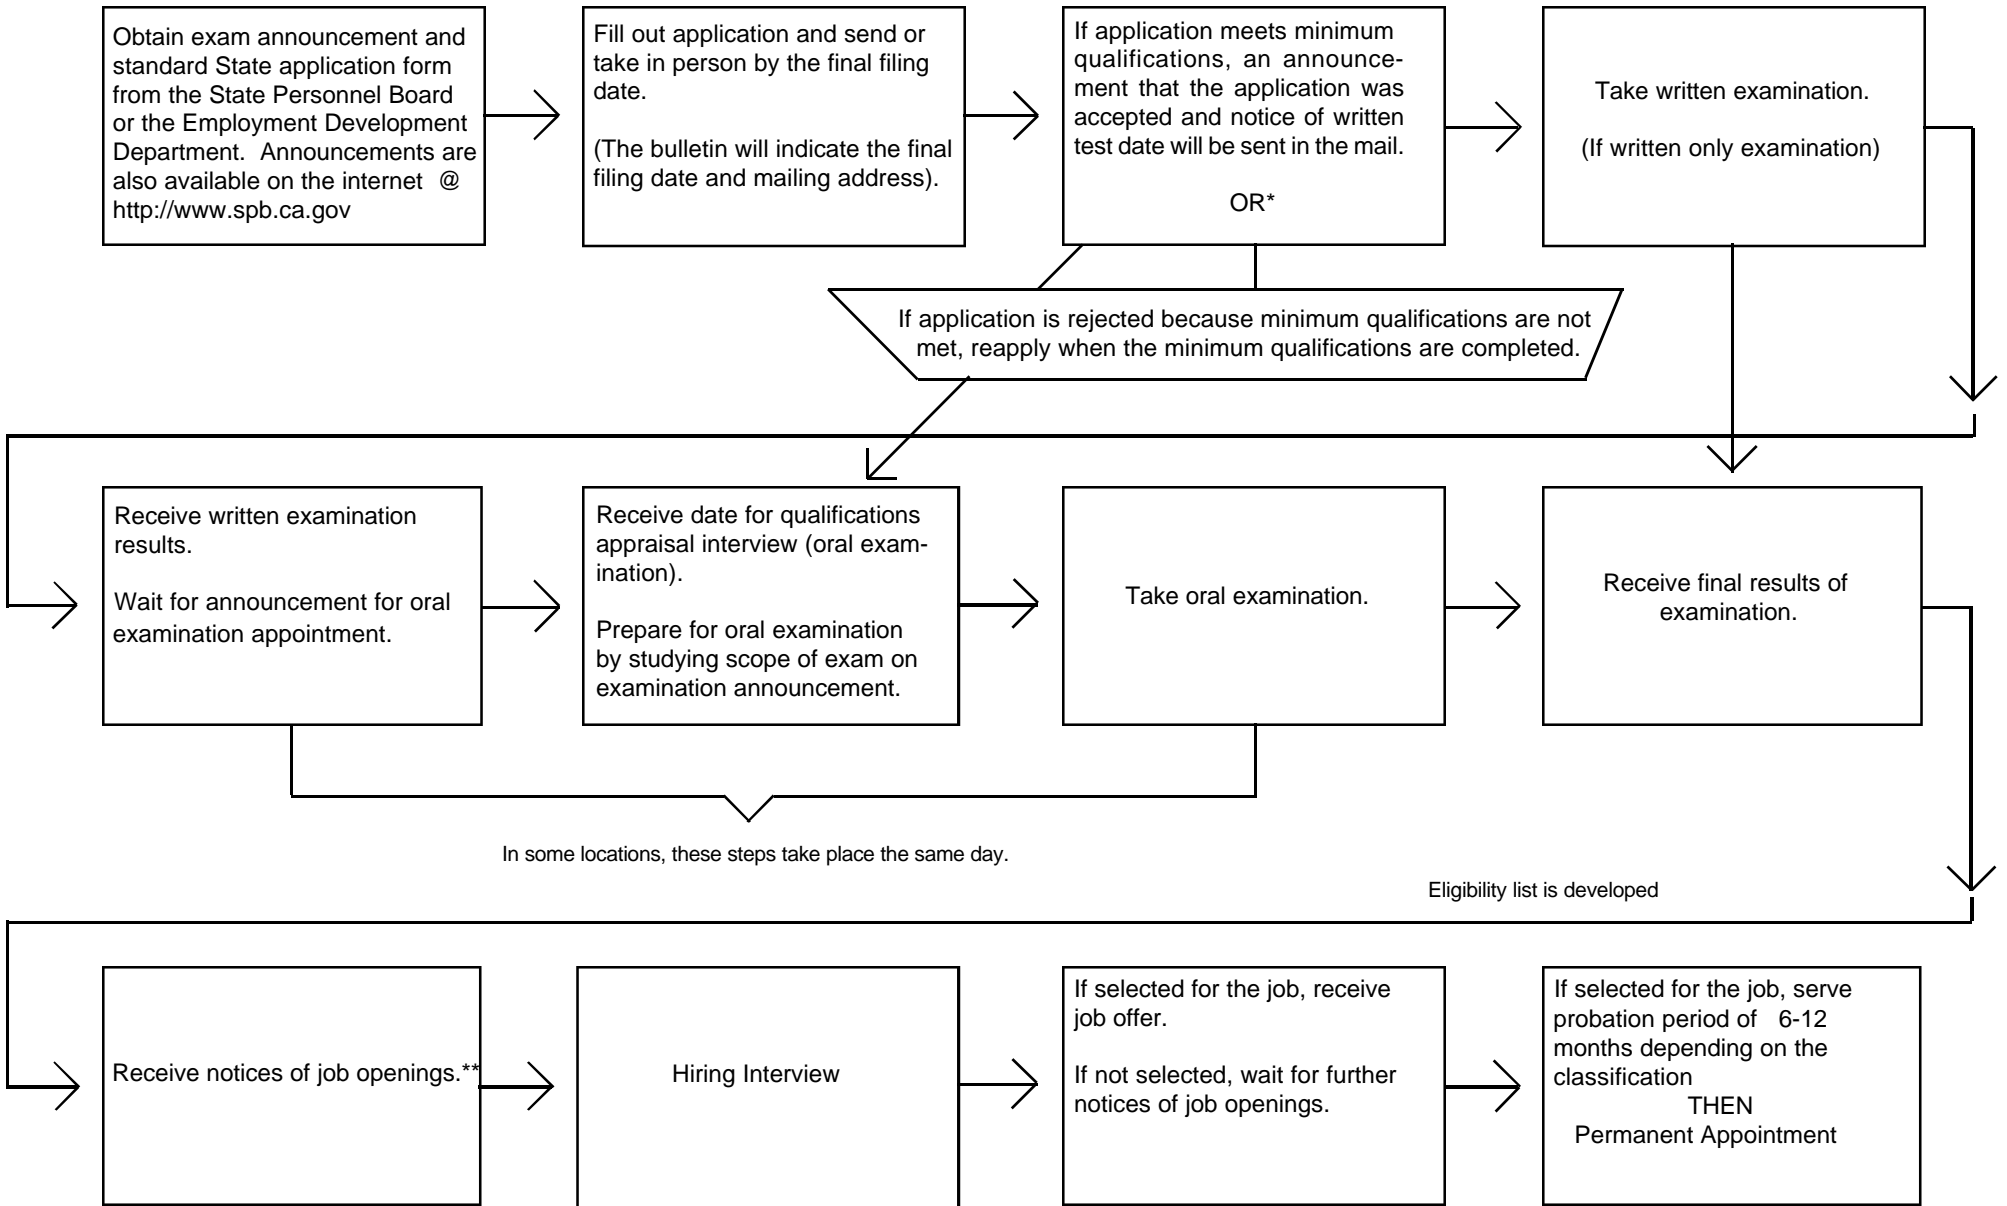 Obtain exam announcement and
standard State application form
from the State Personnel Board
or the Employment Development
Department. Announcements are
also available on the internet @
http://www.spb.ca.gov
Fill out application and send or
take in person by the final filing
date.
(The bulletin will indicate the final
filing date and mailing address).
If application meets minimum
qualifications, an announce-
ment that the application was
accepted and notice of written
test date will be sent in the mail.
OR*
Take written examination.
(If written only examination)
If application is rejected because minimum qualifications are not
met, reapply when the minimum qualifications are completed.
Receive written examination
results.
Wait for announcement for oral
examination appointment.
Receive date for qualifications
appraisal interview (oral exam-
ination).
Prepare for oral examination
by studying scope of exam on
examination announcement.
Take oral examination.
Receive final results of
examination.
In some locations, these steps take place the same day.
Eligibility list is developed
Receive notices of job openings.**
Hiring Interview
If selected for the job, receive
job offer.
If not selected, wait for further
notices of job openings.
If selected for the job, serve
probation period of 6-12
months depending on the
classification
THEN
Permanent Appointment